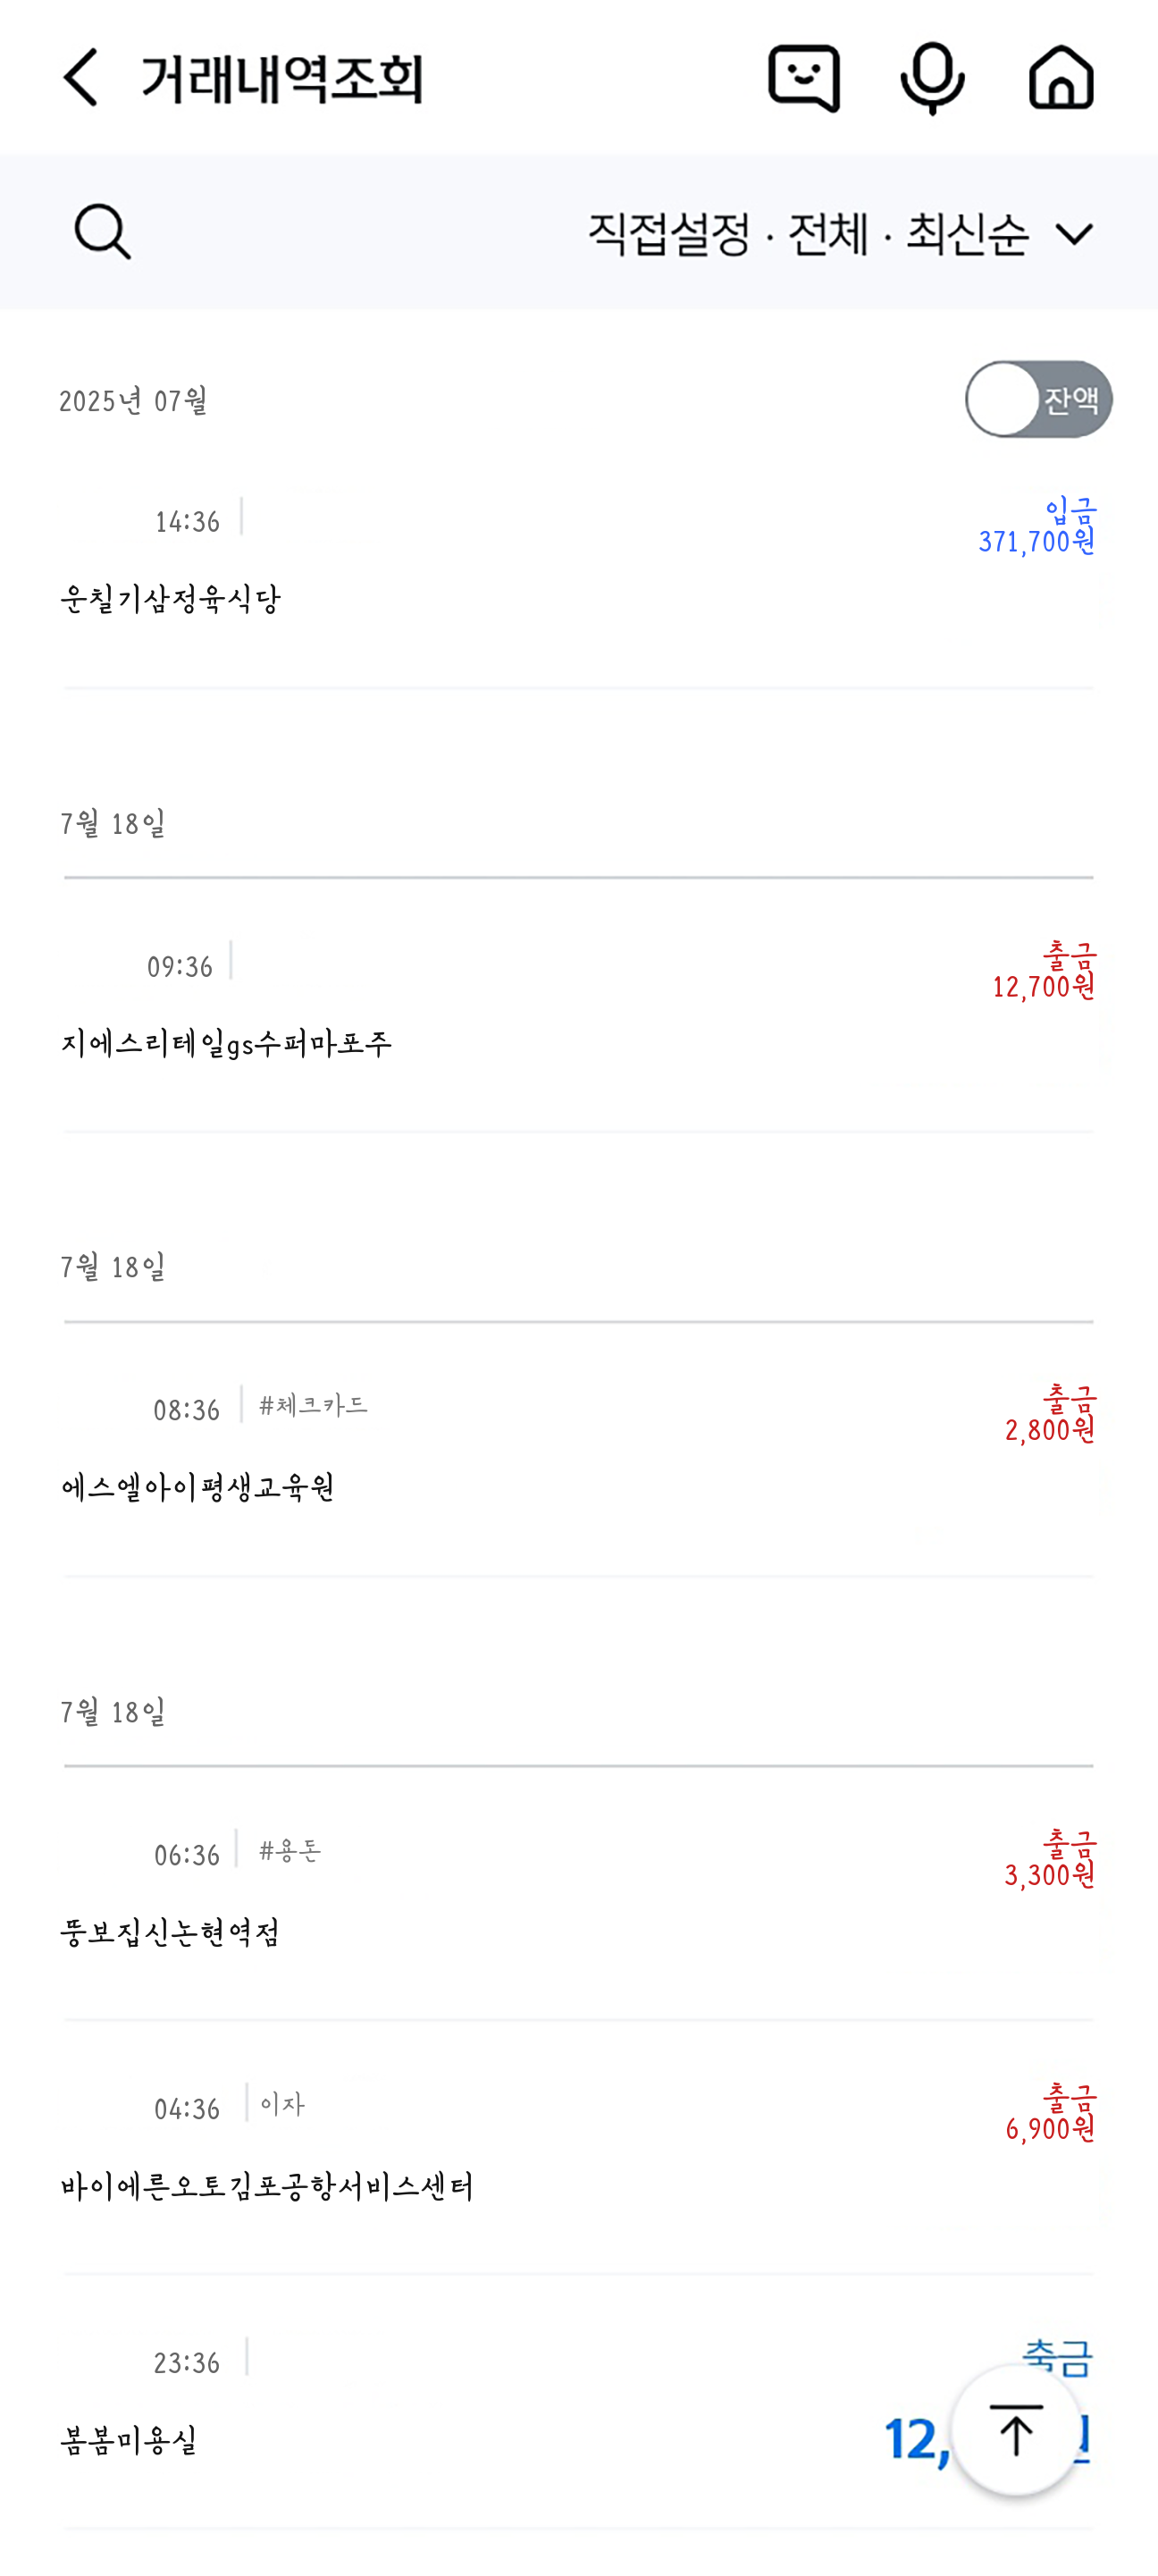 거래내역조회
직접설정 · 전체 · 최신순
2025년 07월
잔액
14:36
입금
371,700원
운칠기삼정육식당
7월 18일
09:36
출금
12,700원
지에스리테일gs수퍼마포주
7월 18일
08:36 #체크카드
출금
2,800원
에스엘아이평생교육원
7월 18일
06:36 #용돈
출금
3,300원
뚱보집신논현역점
04:36 이자
출금
6,900원
바이에른오토김포공항서비스센터
23:36
출금
12,
봄봄미용실